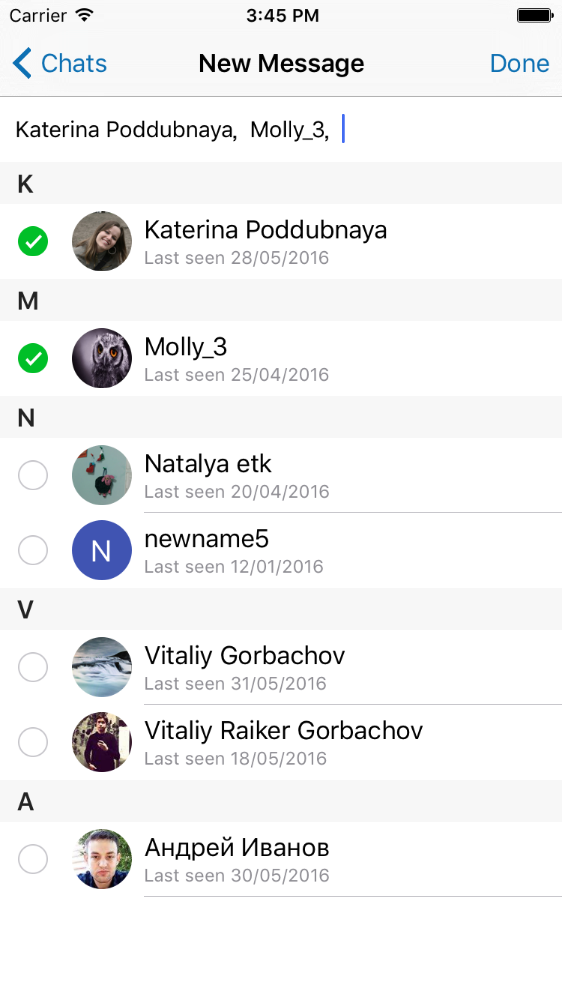 Carrier 3:45 PM
Chats New Message Done
Katerina Poddubnaya, Molly_3,
K
Katerina Poddubnaya
Last seen 28/05/2016
M
Molly_3
Last seen 25/04/2016
N
Natalya etk
Last seen 20/04/2016
N
newname5
Last seen 12/01/2016
V
Vitaliy Gorbachov
Last seen 31/05/2016
Vitaliy Raiker Gorbachov
Last seen 18/05/2016
А
Андрей Иванов
Last seen 30/05/2016